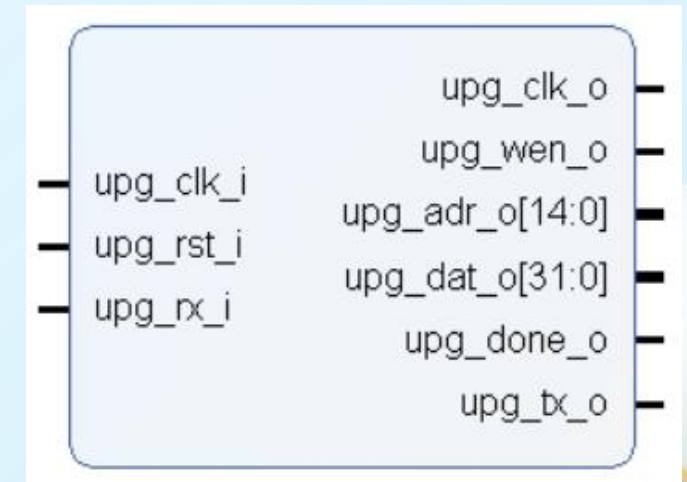 upg_clk_i
upg_rst_i
upg_rx_i
upg_clk_o
upg_wen_o
upg_adr_o[14:0]
upg_dat_o[31:0]
upg_done_o
upg_tx_o